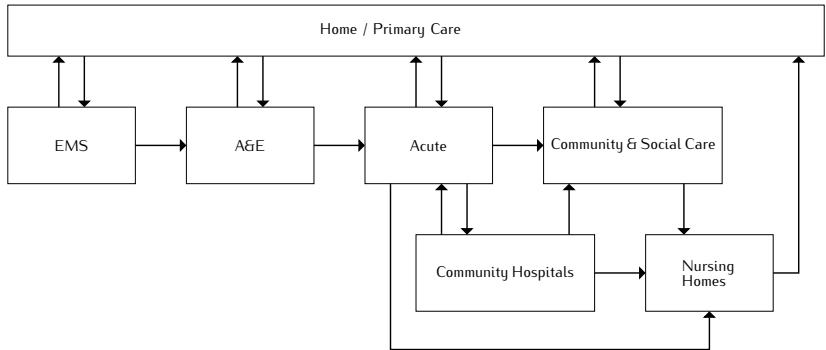 Home / Primary Care
EMS
A&E
Acute
Community & Social Care
Community Hospitals
Nursing
Homes